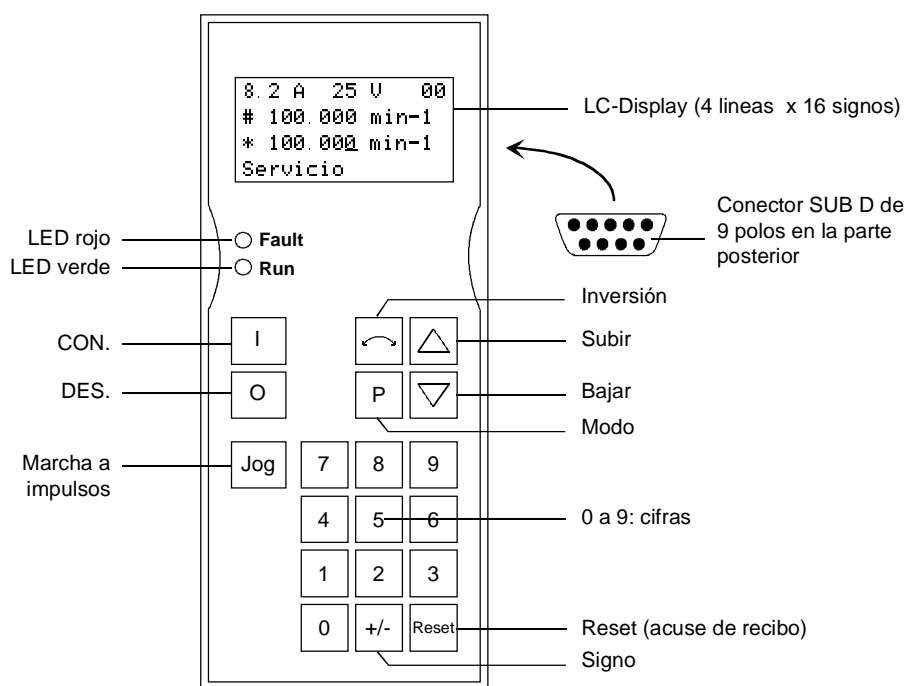 8.2 A 25 V 00
# 100.000 min-1
* 100.000 min-1
Servicio
LC-Display (4 lineas x 16 signos)
Conector SUB D de
9 polos en la parte
posterior
LED rojo
Fault
LED verde
Run
Inversión
CON.
I
Subir
DES.
O
P
Bajar
Modo
Marcha a
impulsos
Jog
7
8
9
4
5
6
0 a 9: cifras
1
2
3
0
+/-
Reset
Reset (acuse de recibo)
Signo